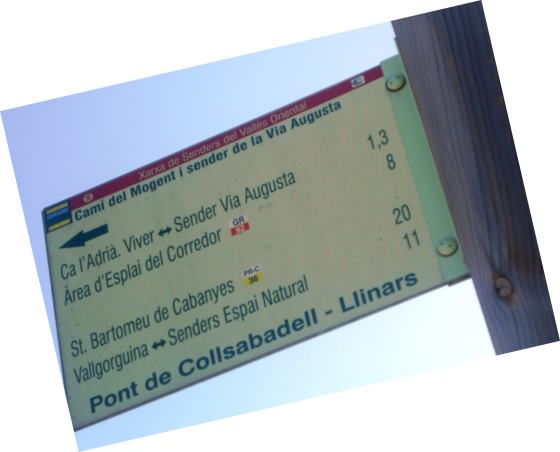 Xarxa de Senders del Vallès Oriental
Camí del Mogent i sender de la Via Augusta
Ca l'Adrià. Viver ↔ Sender Via Augusta 1,3
Àrea d'Esplai del Corredor GR 92 8
St. Bartomeu de Cabanyes PR-C 36 20
Vallgorguina ↔ Senders Espai Natural 11
Pont de Collsabadell - Llinars